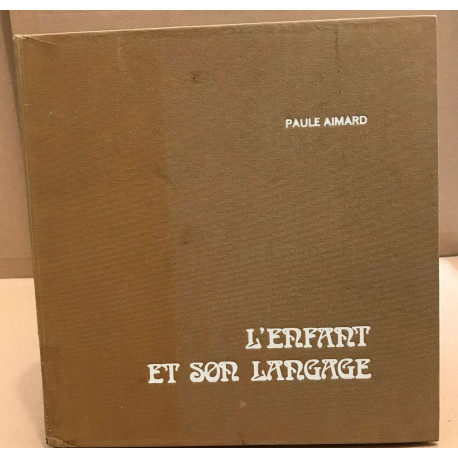 PAULE AIMARD
L'ENFANT
ET SON LANGAGE